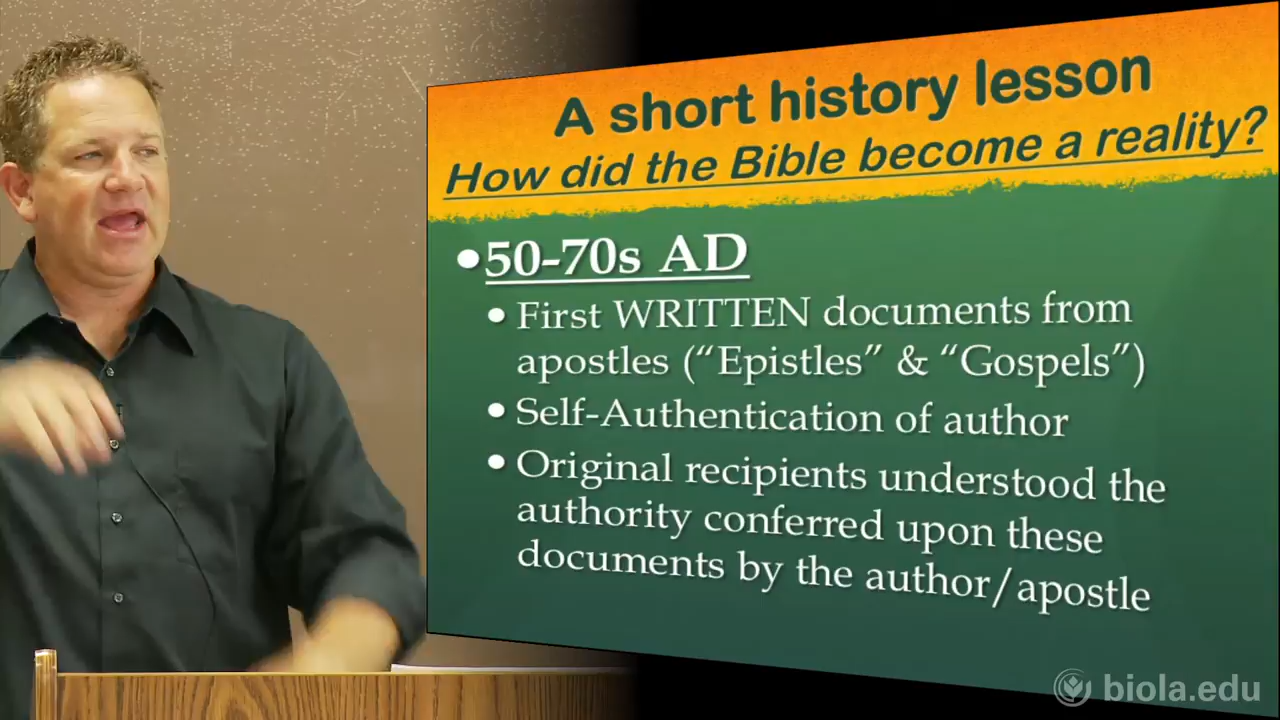 A short history lesson
How did the Bible become a reality?
•50-70s AD
• First WRITTEN documents from
apostles (“Epistles” & “Gospels”)
• Self-Authentication of author
• Original recipients understood the
authority conferred upon these
documents by the author/apostle
biola.edu